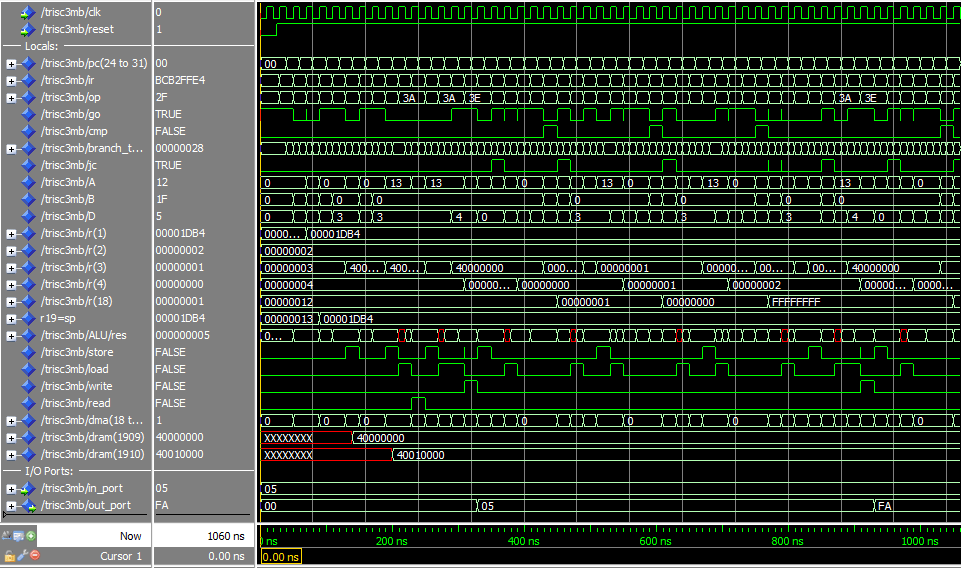 /trisc3mb/clk 0
/trisc3mb/reset 1
Locals:
/trisc3mb/pc(24 to 31) 00 00
/trisc3mb/ir BCB2FFE4
/trisc3mb/op 2F 3A 3A 3E 3A 3E
/trisc3mb/go TRUE
/trisc3mb/cmp FALSE
/trisc3mb/branch_t... 00000028
/trisc3mb/jc TRUE
/trisc3mb/A 12 0 0 0 13 13 0 13 0 13 0 13 0
/trisc3mb/B 1F 0 0 0 0 0 0 0
/trisc3mb/D 5 0 3 3 4 0 3 3 3 4 0
/trisc3mb/r(1) 00001DB4 0000... 00001DB4
/trisc3mb/r(2) 00000002 00000002
/trisc3mb/r(3) 00000001 00000003 400... 400... 40000000 000... 00000001 00000... 00... 00... 40000000
/trisc3mb/r(4) 00000000 00000004 00000... 00000000 00000001 00000002 00000... 0000...
/trisc3mb/r(18) 00000001 00000012 00000001 00000000 FFFFFFFF
r19=sp 00001DB4 00000013 00001DB4
/trisc3mb/ALU/res 000000005 0...
/trisc3mb/store FALSE
/trisc3mb/load FALSE
/trisc3mb/write FALSE
/trisc3mb/read FALSE
/trisc3mb/dma(18 t... 1 0 0 0 0 0 0 0
/trisc3mb/dram(1909) 40000000 XXXXXXXX 40000000
/trisc3mb/dram(1910) 40010000 XXXXXXXX 40010000
I/O Ports:
/trisc3mb/in_port 05 05
/trisc3mb/out_port FA 00 05 FA
Now 1060 ns 200 ns 400 ns 600 ns 800 ns 1000 ns
Cursor 1 0.00 ns 0.00 ns